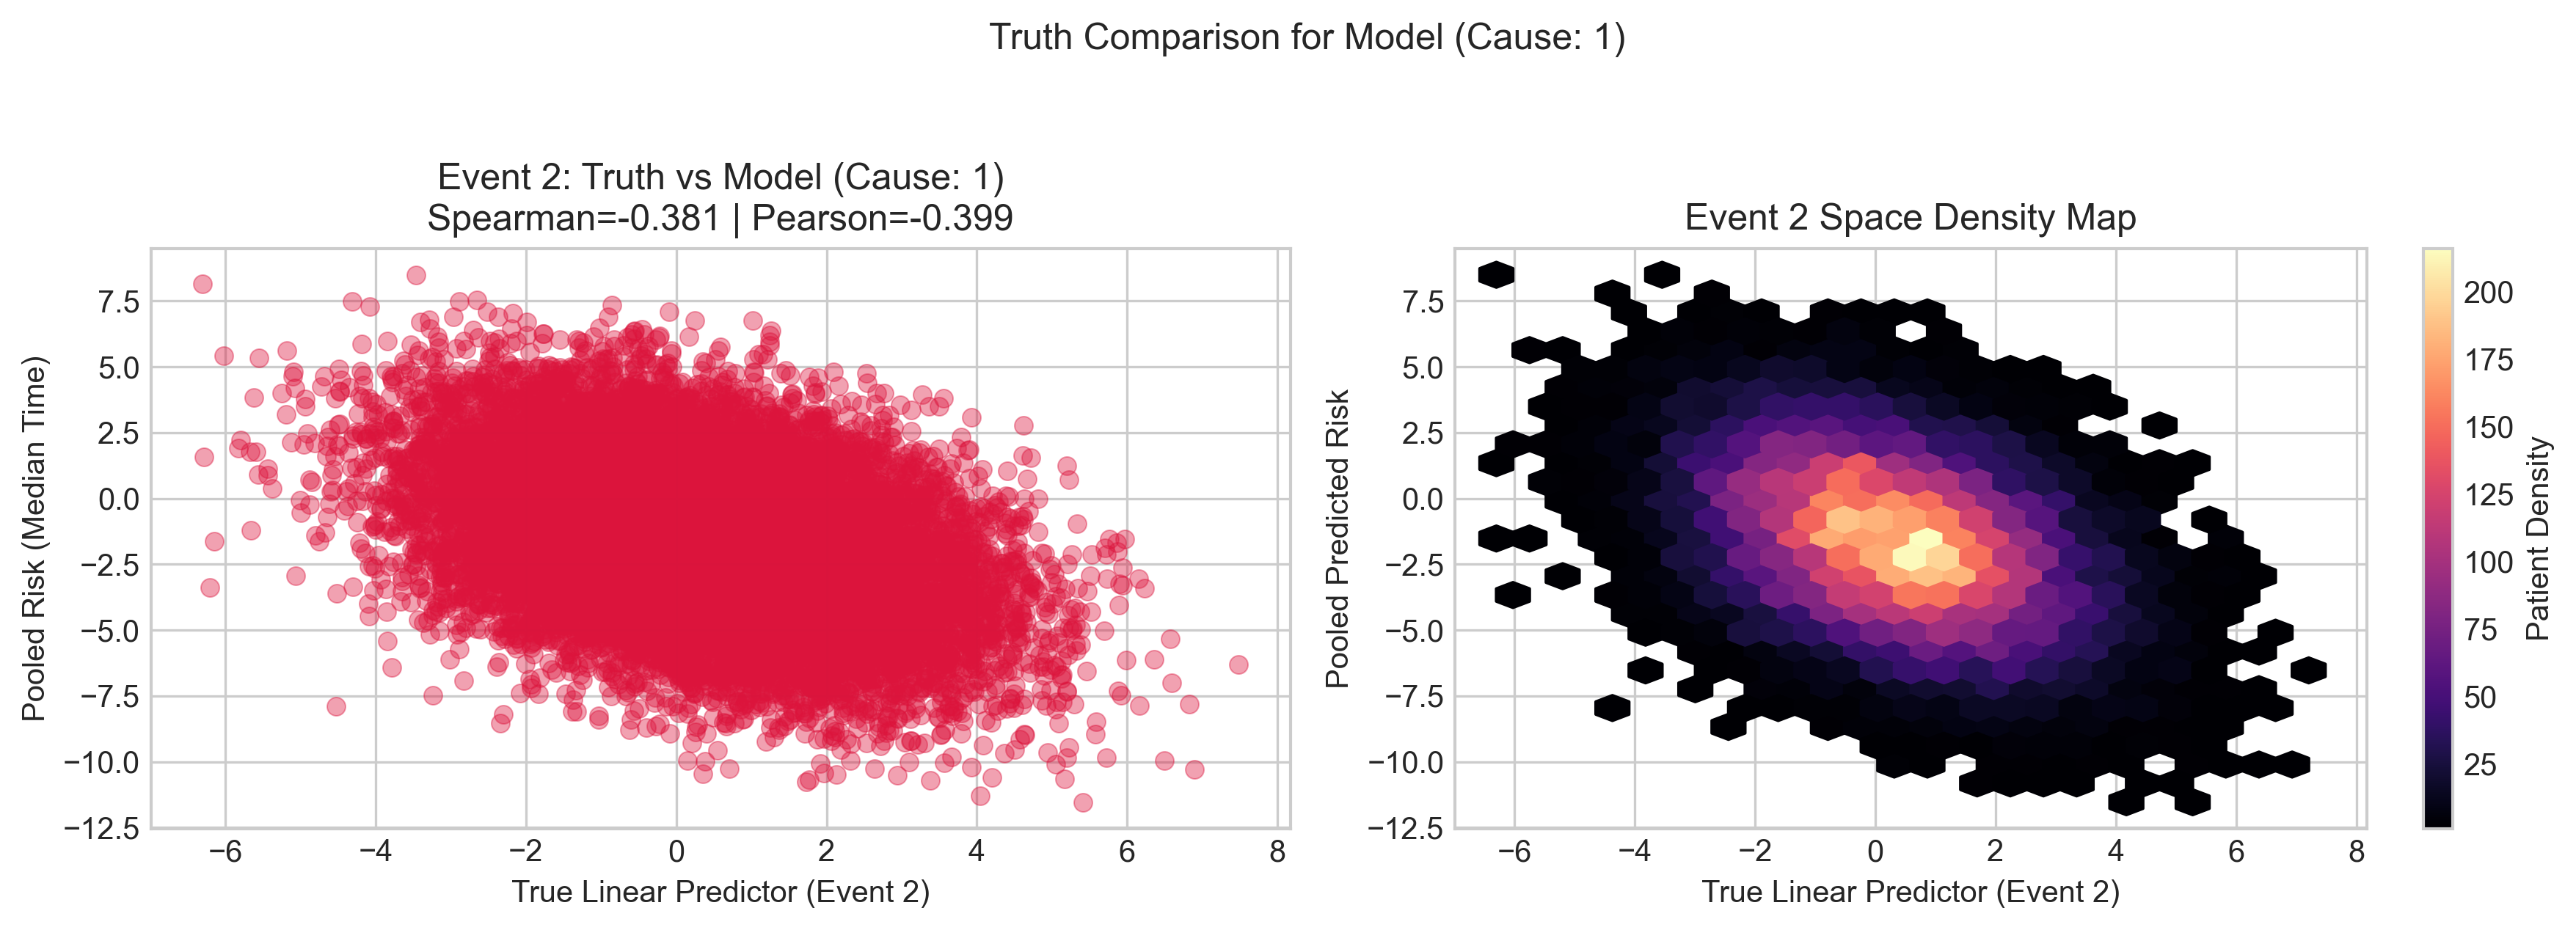 Truth Comparison for Model (Cause: 1)
Event 2: Truth vs Model (Cause: 1)
Spearman=-0.381 | Pearson=-0.399
Pooled Risk (Median Time)
7.5
5.0
2.5
0.0
−2.5
−5.0
−7.5
−10.0
−12.5
−6 −4 −2 0 2 4 6 8
True Linear Predictor (Event 2)
Event 2 Space Density Map
Pooled Predicted Risk
7.5
5.0
2.5
0.0
−2.5
−5.0
−7.5
−10.0
−12.5
−6 −4 −2 0 2 4 6 8
True Linear Predictor (Event 2)
200
175
150
125
100
75
50
25
Patient Density